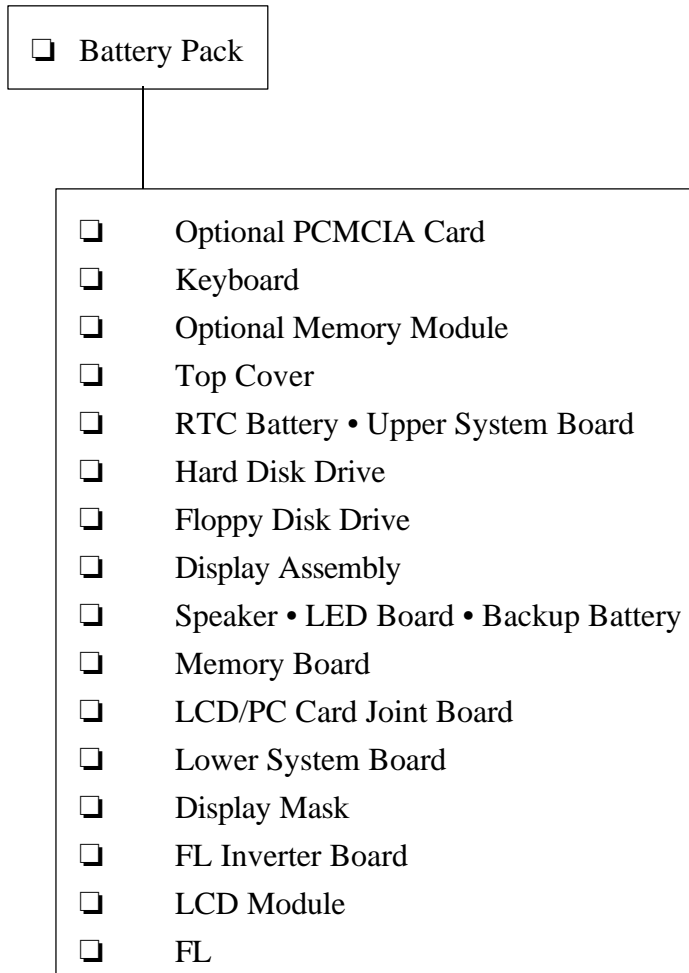 ❏ Battery Pack
❏ Optional PCMCIA Card
❏ Keyboard
❏ Optional Memory Module
❏ Top Cover
❏ RTC Battery • Upper System Board
❏ Hard Disk Drive
❏ Floppy Disk Drive
❏ Display Assembly
❏ Speaker • LED Board • Backup Battery
❏ Memory Board
❏ LCD/PC Card Joint Board
❏ Lower System Board
❏ Display Mask
❏ FL Inverter Board
❏ LCD Module
❏ FL